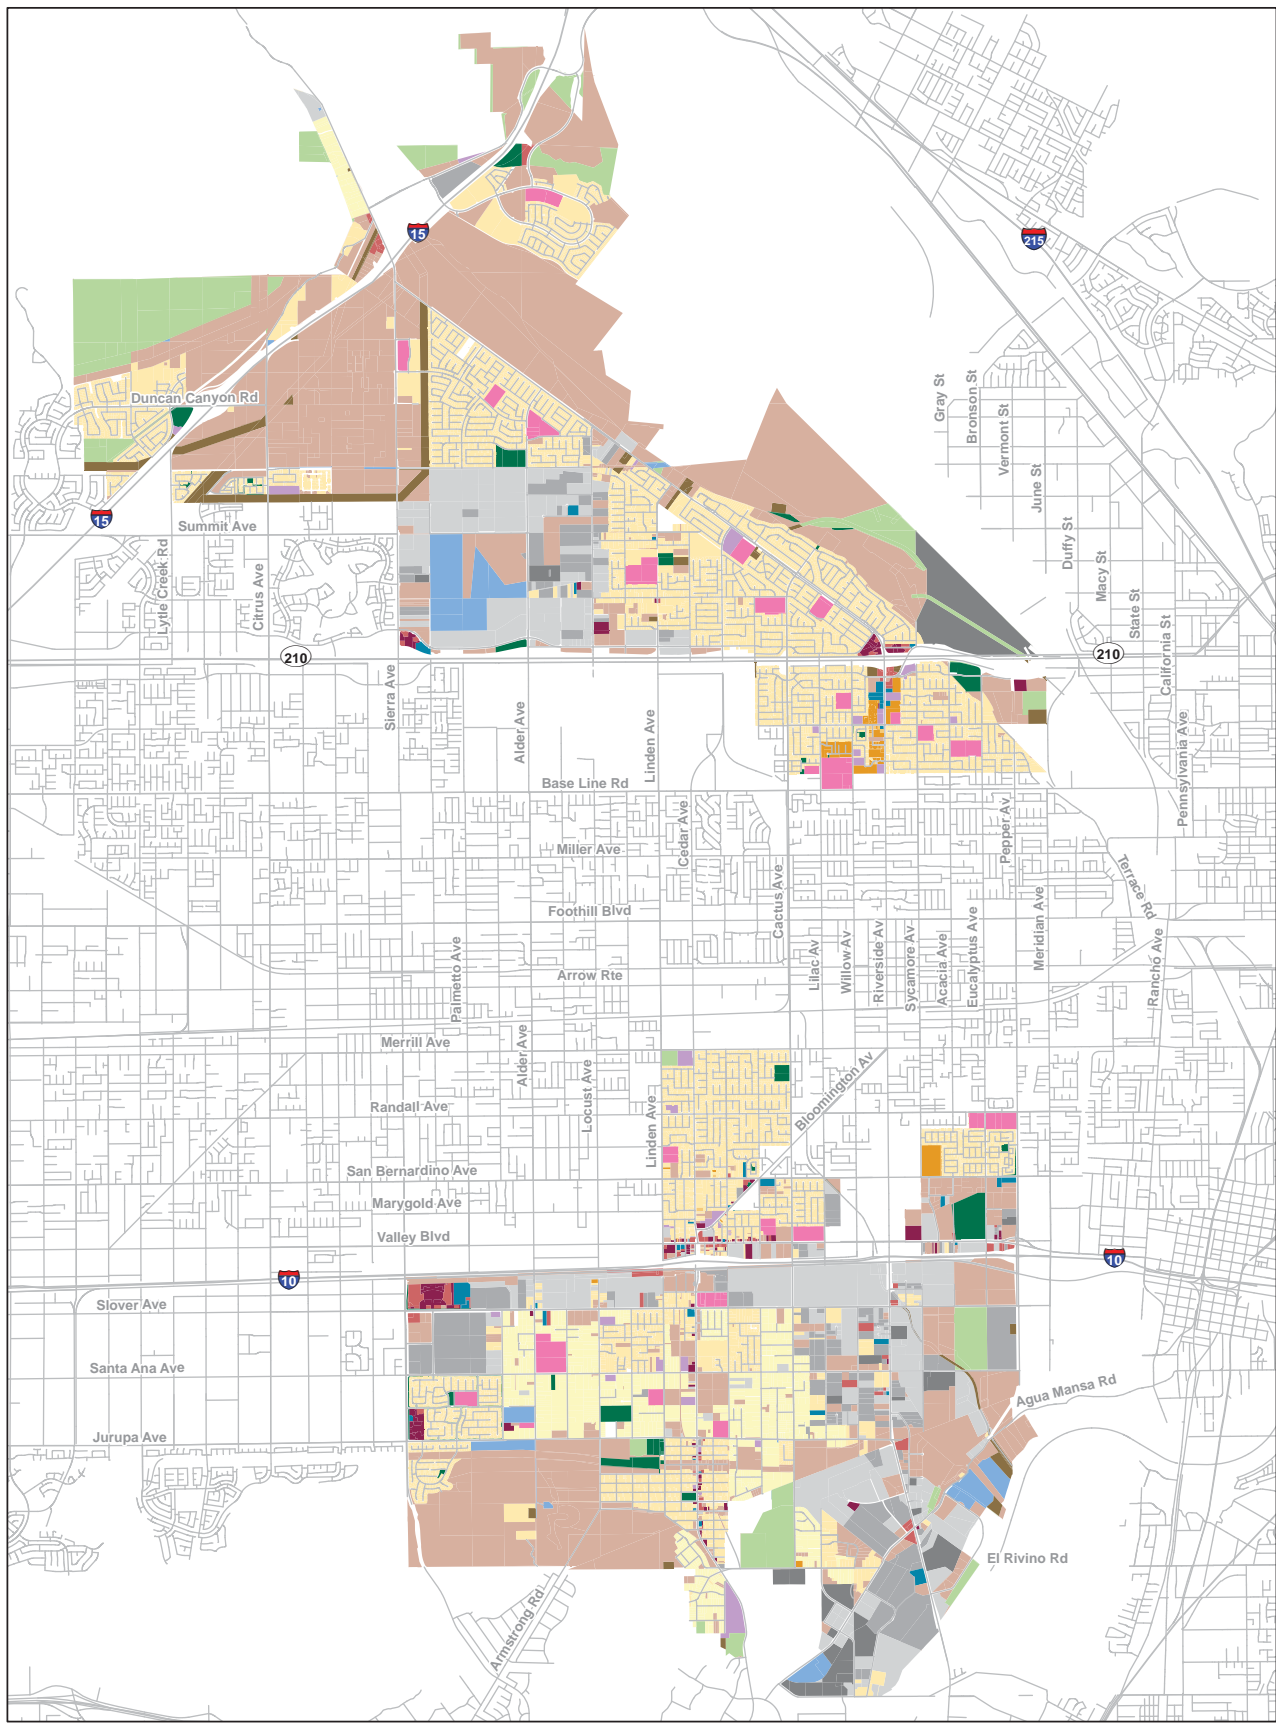 15
215
Gray St
Bronson St
Vermont St
June St
Duncan Canyon Rd
15
Summit Ave
Duffy St
Macy St
State St
California St
Lytle Creek Rd
Citrus Ave
210
210
Sierra Ave
Alder Ave
Linden Ave
Pennsylvania Ave
Base Line Rd
Cedar Ave
Pepper Av
Miller Ave
Terrace Rd
Cactus Ave
Foothill Blvd
Meridian Ave
Lilac Av
Willow Av
Riverside Av
Sycamore Av
Acacia Ave
Eucalyptus Ave
Rancho Ave
Palmetto Ave
Arrow Rte
Merrill Ave
Alder Ave
Locust Ave
Linden Ave
Bloomington Av
Randall Ave
San Bernardino Ave
Marygold Ave
Valley Blvd
10
10
Slover Ave
Santa Ana Ave
Agua Mansa Rd
Jurupa Ave
El Rivino Rd
Armstrong Rd